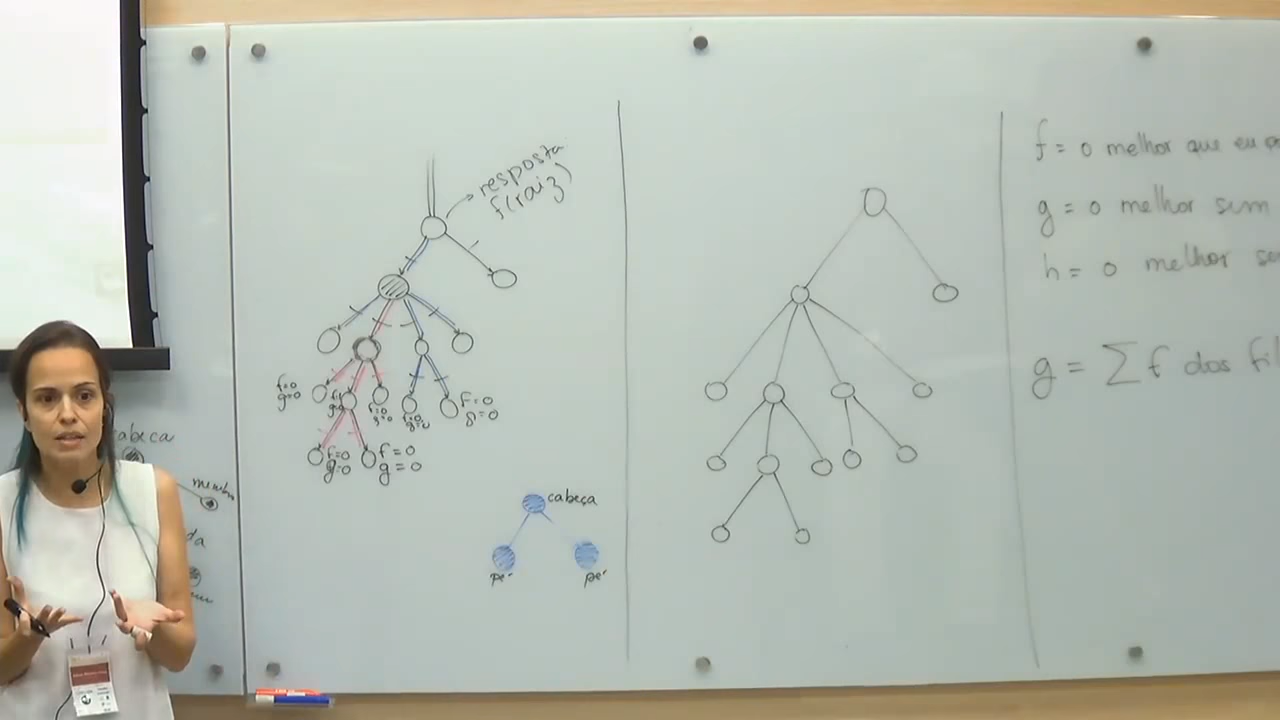 resposta
f(raiz)
f=0
g=0
f=0
g=0
f=0
g=0
f=0
g=0
f=0
g=0
f=0
g=0
cabeça
pé
pé
cabeça
membro
f = o melhor que eu
g = o melhor sem
h = o melhor
g = Σ f dos